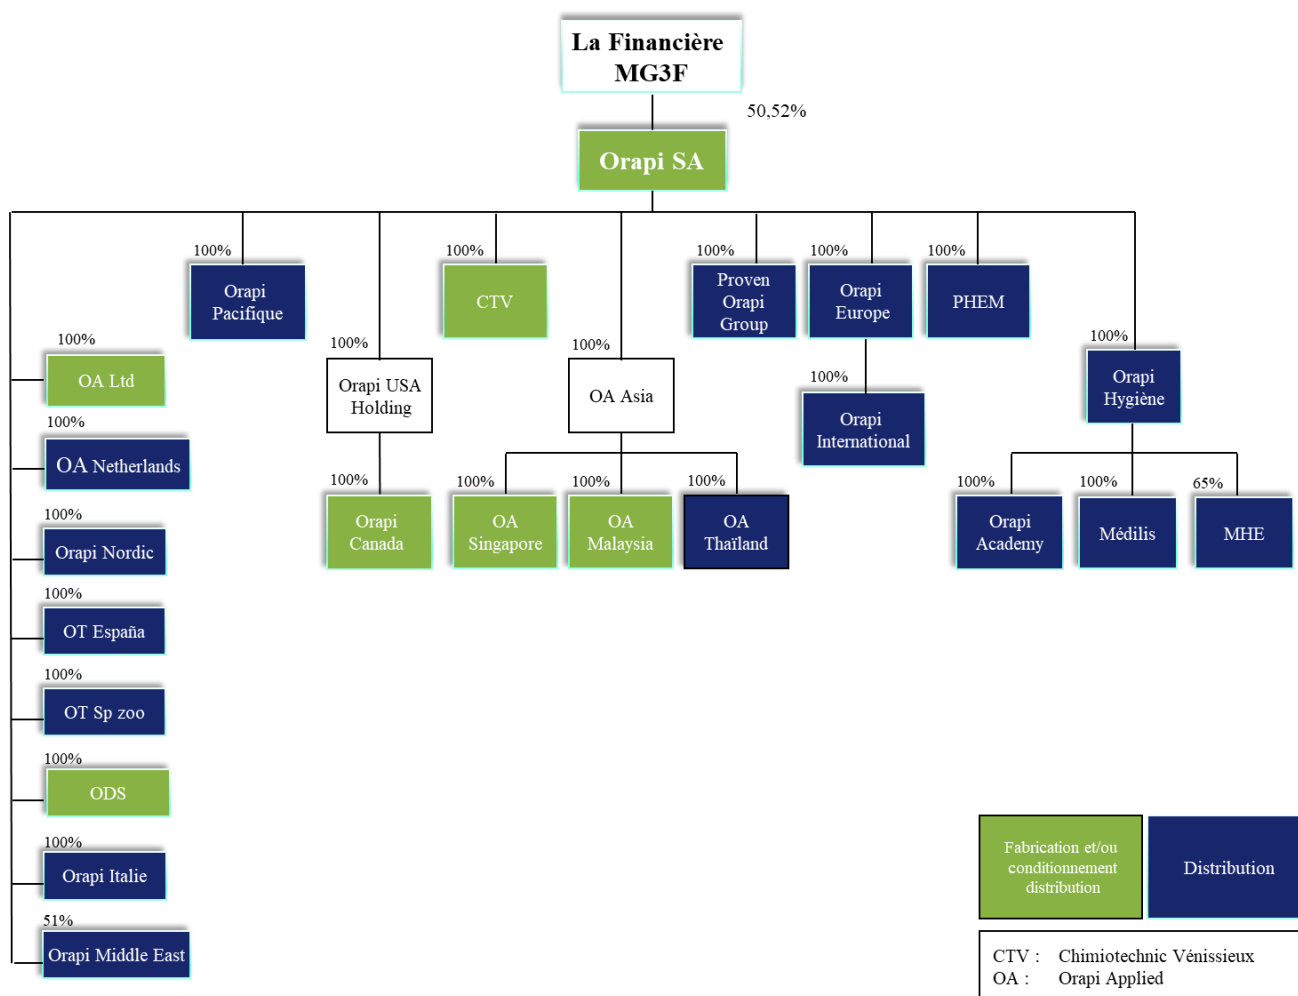 La Financière
MG3F
50,52%
Orapi SA
100%
Orapi
Pacifique
100%
CTV
100%
Proven
Orapi
Group
100%
Orapi
Europe
100%
PHEM
100%
OA Ltd
100%
Orapi USA
Holding
100%
OA Asia
100%
Orapi
International
100%
Orapi
Hygiène
100%
OA Netherlands
100%
Orapi
Canada
100%
OA
Singapore
100%
OA
Malaysia
100%
OA
Thaïland
100%
Orapi
Academy
100%
Médilis
65%
MHE
100%
Orapi Nordic
100%
OT España
100%
OT Sp zoo
100%
ODS
100%
Orapi Italie
51%
Orapi Middle East
Fabrication et/ou
conditionnement
distribution
Distribution
CTV : Chimiotechnic Vénissieux
OA : Orapi Applied